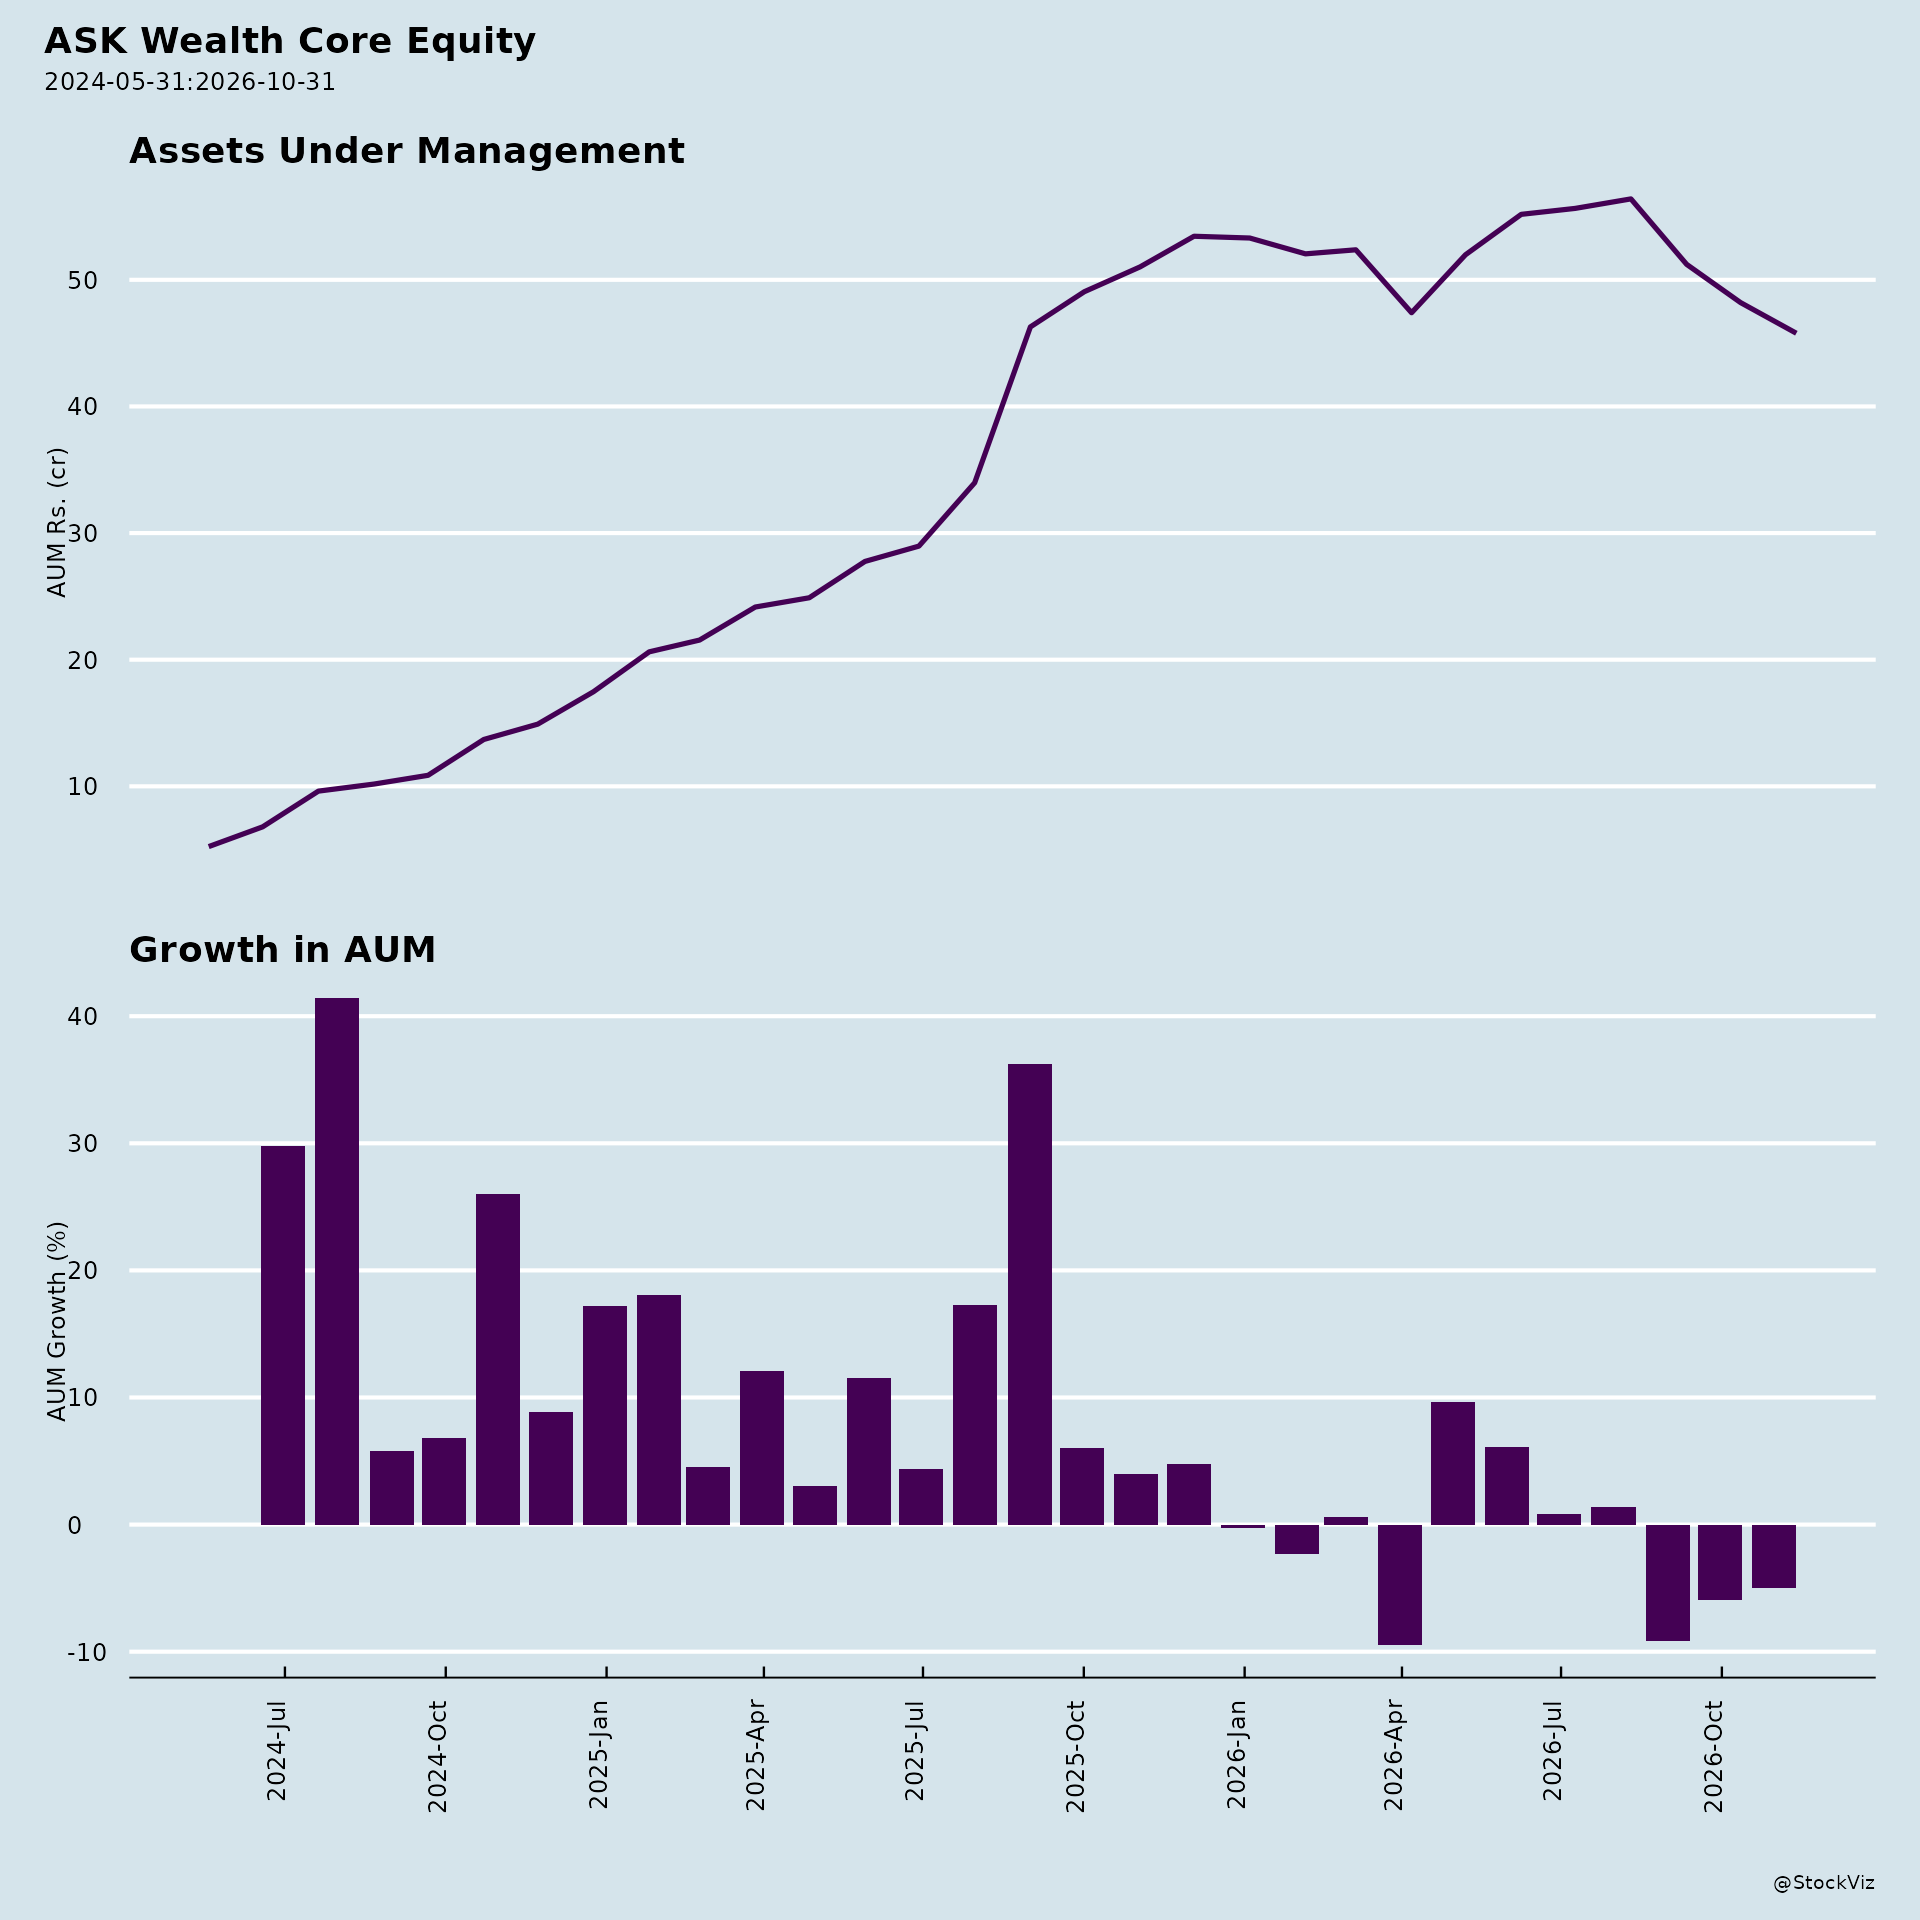 ASK Wealth Core Equity
2024-05-31:2026-10-31
Assets Under Management
AUM Rs. (cr)
50
40
30
20
10
Growth in AUM
AUM Growth (%)
40
30
20
10
0
-10
2024-Jul
2024-Oct
2025-Jan
2025-Apr
2025-Jul
2025-Oct
2026-Jan
2026-Apr
2026-Jul
2026-Oct
@StockViz